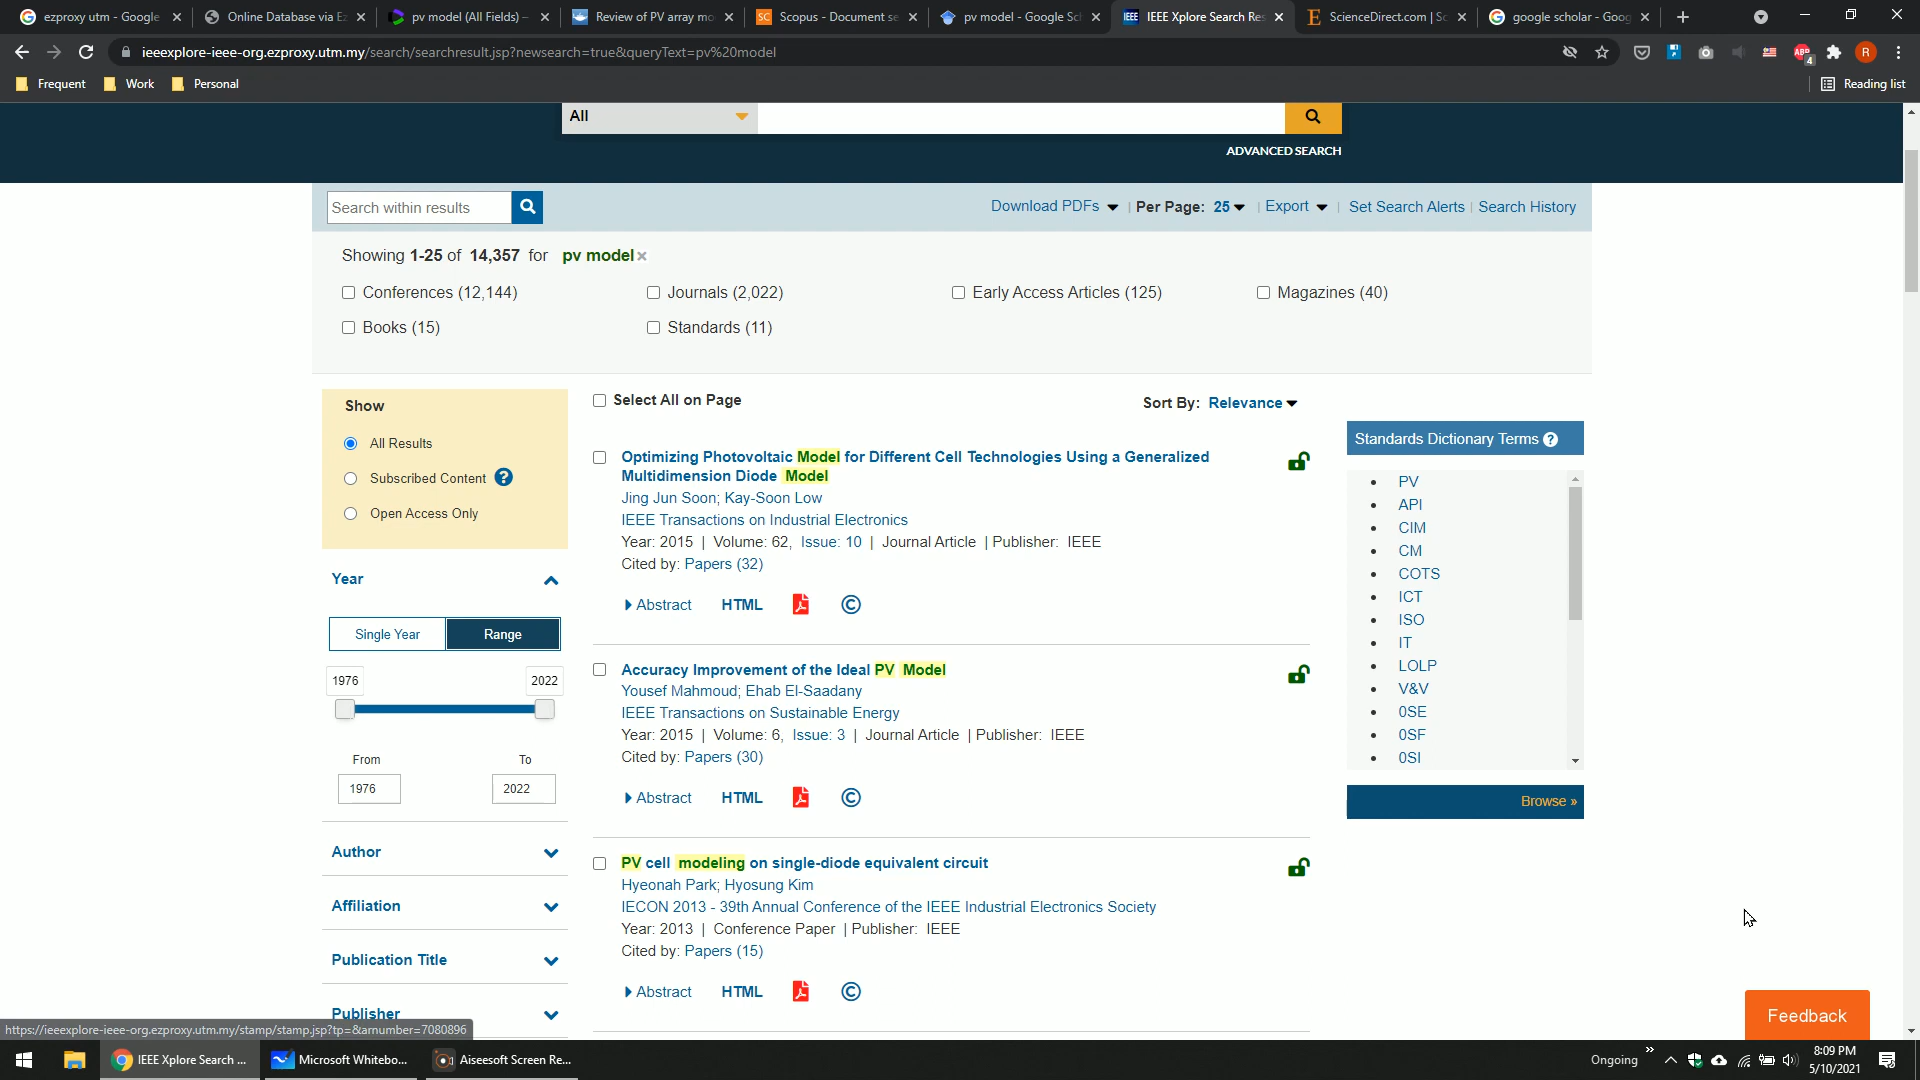 ezproxy utm - Google
Online Database via Ez
pv model (All Fields) –
Review of PV array mo
Scopus - Document se
pv model - Google Sc
IEEE Xplore Search Res
ScienceDirect.com | Sc
google scholar - Goog
ieeexplore-ieee-org.ezproxy.utm.my/search/searchresult.jsp?newsearch=true&queryText=pv%20model
Frequent
Work
Personal
Reading list
All
ADVANCED SEARCH
Search within results
Download PDFs | Per Page: 25 | Export | Set Search Alerts | Search History
Showing 1-25 of 14,357 for pv model×
Conferences (12,144)
Journals (2,022)
Early Access Articles (125)
Magazines (40)
Books (15)
Standards (11)
Show
All Results
Subscribed Content ?
Open Access Only
Year
Single Year
Range
1976
2022
From
To
1976
2022
Author
Affiliation
Publication Title
Publisher
Select All on Page
Sort By: Relevance
Optimizing Photovoltaic Model for Different Cell Technologies Using a Generalized
Multidimension Diode Model
Jing Jun Soon; Kay-Soon Low
IEEE Transactions on Industrial Electronics
Year: 2015 | Volume: 62, Issue: 10 | Journal Article | Publisher: IEEE
Cited by: Papers (32)
Abstract HTML ©
Accuracy Improvement of the Ideal PV Model
Yousef Mahmoud; Ehab El-Saadany
IEEE Transactions on Sustainable Energy
Year: 2015 | Volume: 6, Issue: 3 | Journal Article | Publisher: IEEE
Cited by: Papers (30)
Abstract HTML ©
PV cell modeling on single-diode equivalent circuit
Hyeonah Park; Hyosung Kim
IECON 2013 - 39th Annual Conference of the IEEE Industrial Electronics Society
Year: 2013 | Conference Paper | Publisher: IEEE
Cited by: Papers (15)
Abstract HTML ©
Standards Dictionary Terms ?
PV
API
CIM
CM
COTS
ICT
ISO
IT
LOLP
V&V
0SE
0SF
0SI
Browse »
Feedback
https://ieeexplore-ieee-org.ezproxy.utm.my/stamp/stamp.jsp?tp=&arnumber=7080896
IEEE Xplore Search ...
Microsoft Whitebo...
Aiseesoft Screen Re...
Ongoing
8:09 PM
5/10/2021